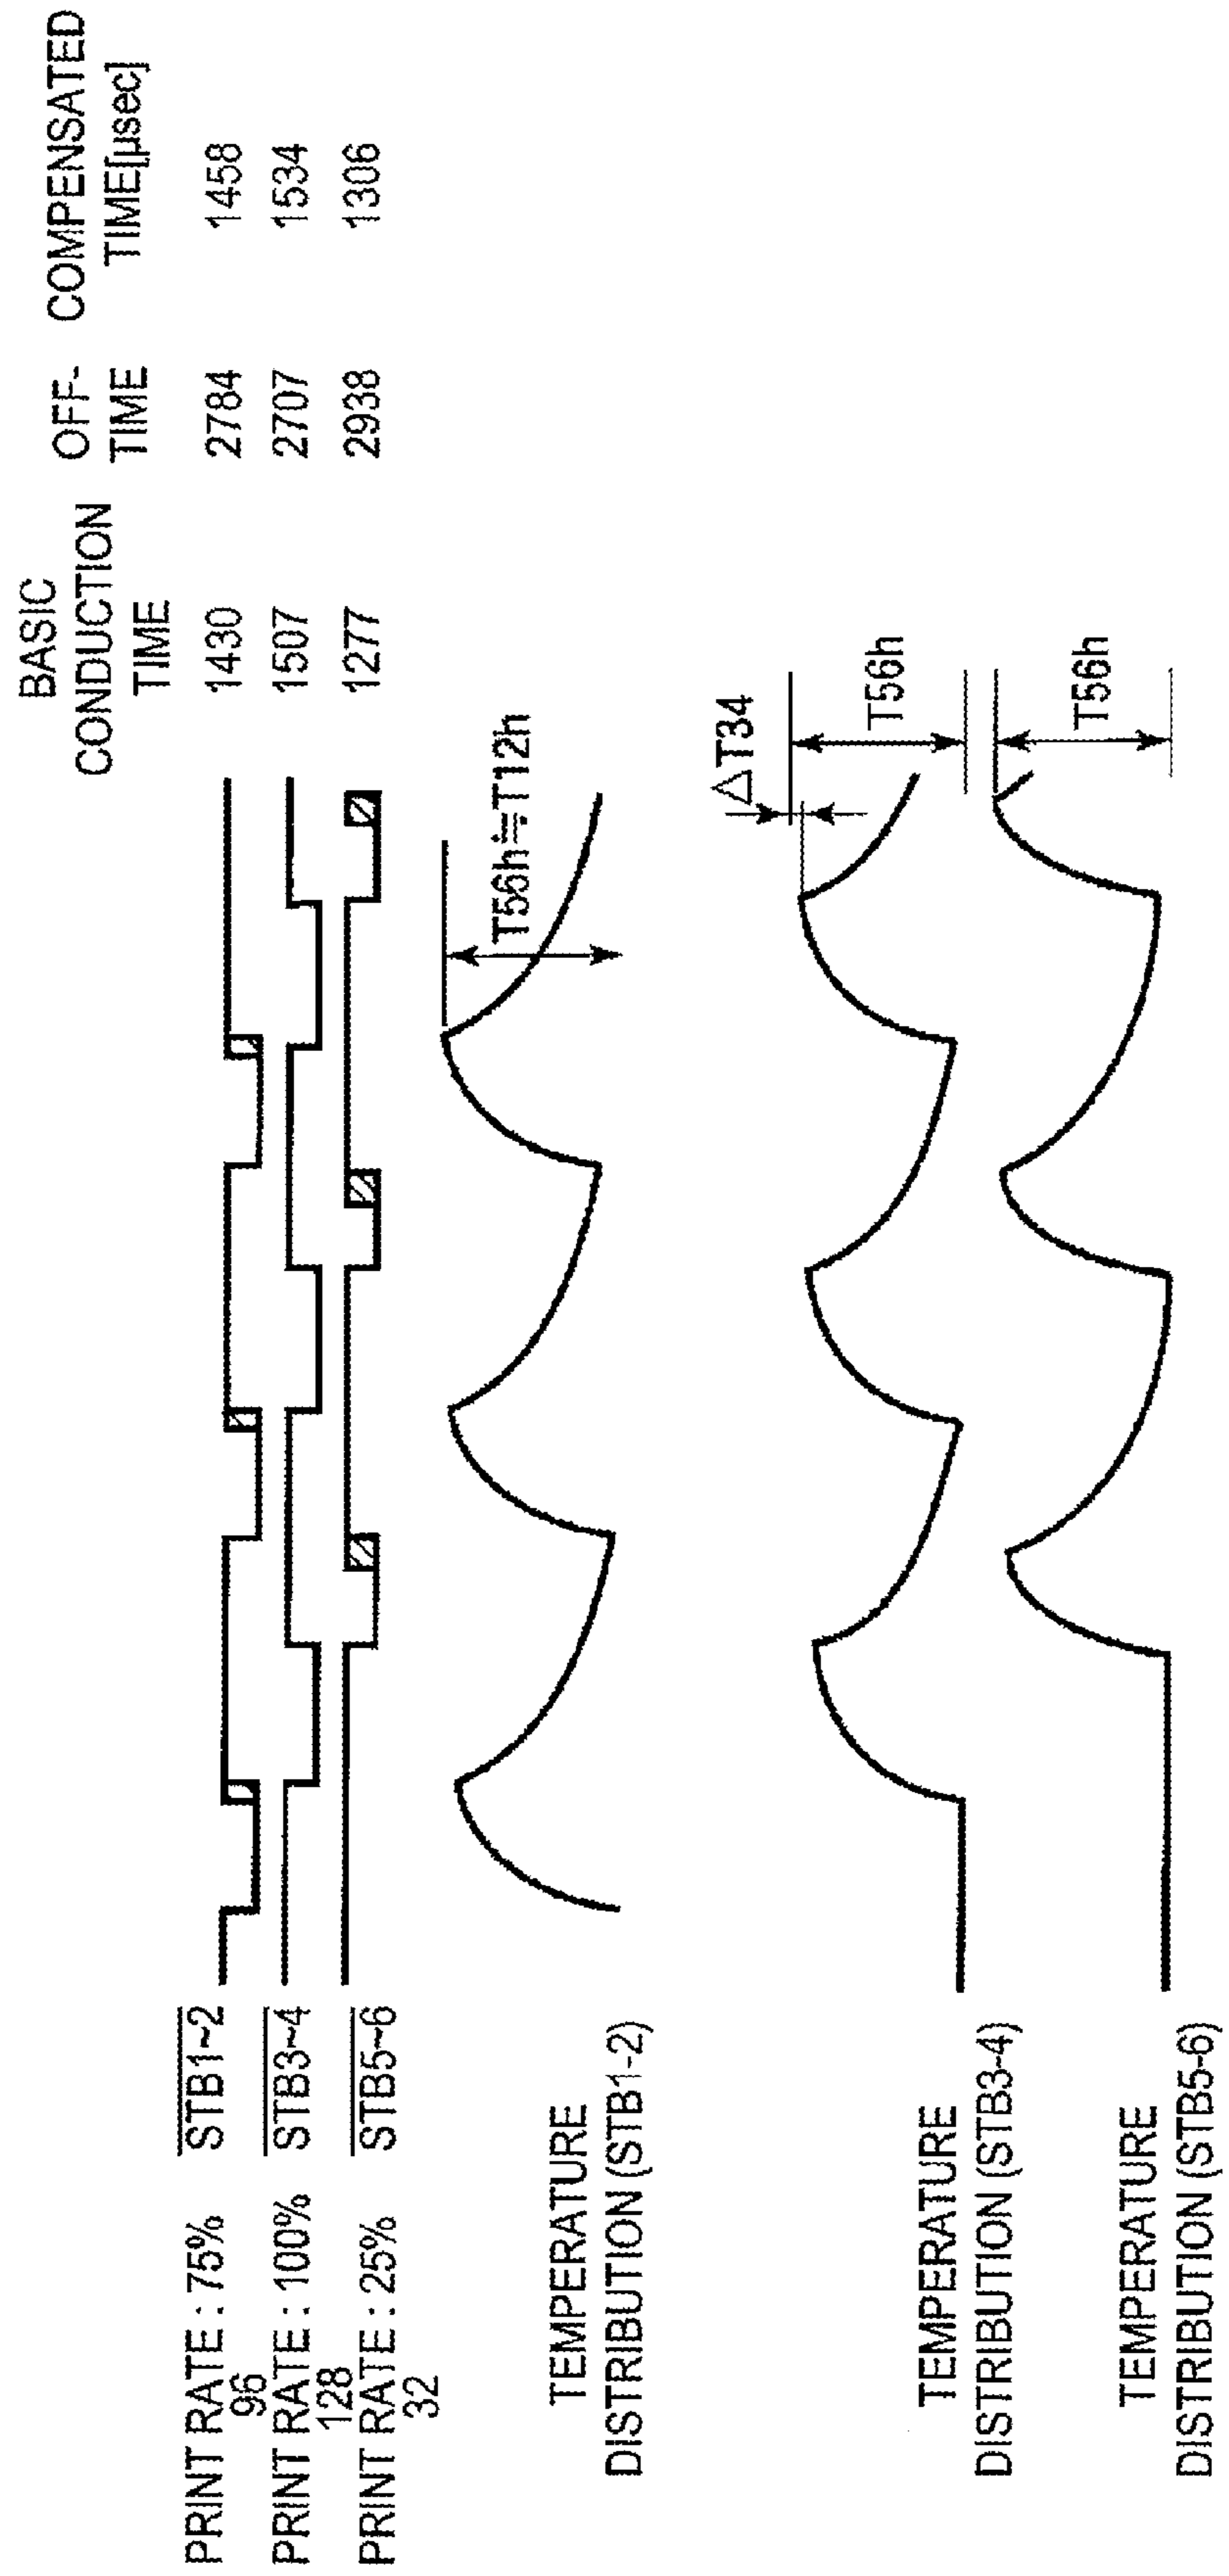 BASIC
CONDUCTION
TIME
OFF-
TIME
COMPENSATED
TIME[µsec]
PRINT RATE : 75% STB1~2 1430 2784 1458
96
PRINT RATE : 100% STB3~4 1507 2707 1534
128
PRINT RATE : 25% STB5~6 1277 2938 1306
32
T56h≒T12h
TEMPERATURE
DISTRIBUTION (STB1-2)
△T34
T56h
TEMPERATURE
DISTRIBUTION (STB3-4)
T56h
TEMPERATURE
DISTRIBUTION (STB5-6)